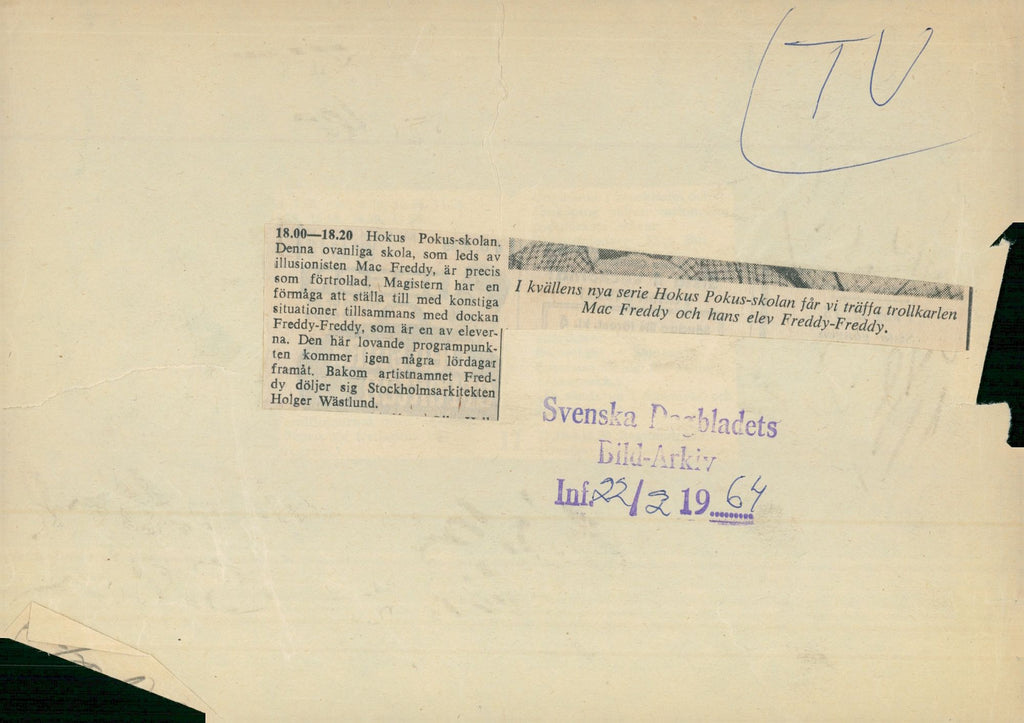 TV
18.00—18.20 Hokus Pokus-skolan.
Denna ovanliga skola, som leds av
illusionisten Mac Freddy, är precis
som förtrollad. Magistern har en
förmåga att ställa till med konstiga
situationer tillsammans med dockan
Freddy-Freddy, som är en av elever-
na. Den här lovande programpunk-
ten kommer igen några lördagar
framåt. Bakom artistnamnet Fred-
dy döljer sig Stockholmsarkitekten
Holger Wästlund.
I kvällens nya serie Hokus Pokus-skolan får vi träffa trollkarlen
Mac Freddy och hans elev Freddy-Freddy.
Svenska Dagbladets
Bild-Arkiv
Inf. 22/2 1964